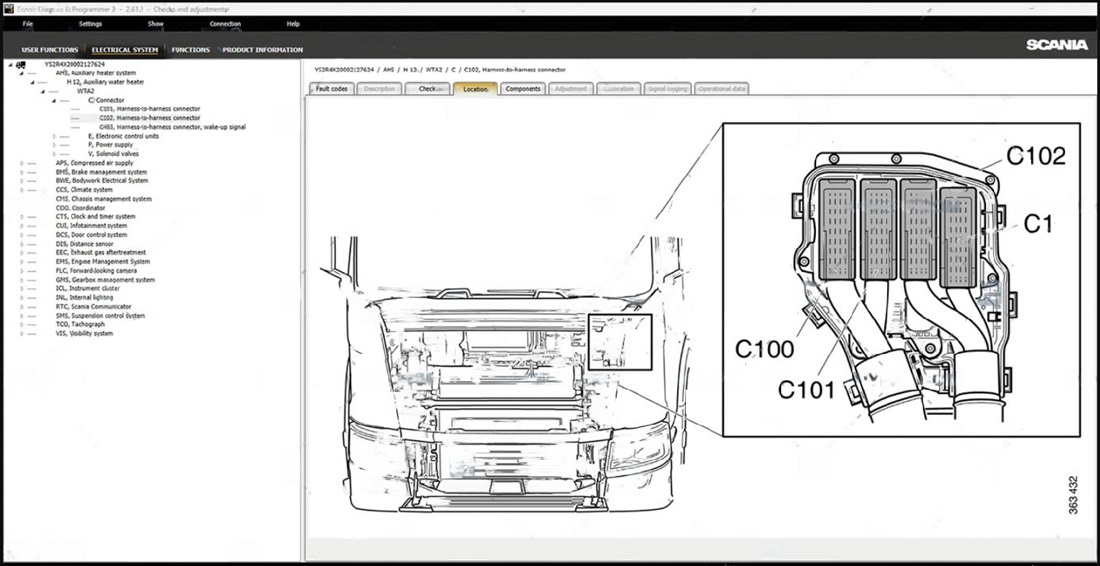 Scania Diagnos & Programmer 3 - 2.61.1 - Checks and adjustments
File Settings Show Connection Help
USER FUNCTIONS ELECTRICAL SYSTEM FUNCTIONS PRODUCT INFORMATION
SCANIA
YS2R4X20002127624
AHS, Auxiliary heater system
H12, Auxiliary water heater
WTA2
C, Connector
C101, Harness-to-harness connector
C102, Harness-to-harness connector
C483, Harness-to-harness connector, wake-up signal
E, Electronic control units
P, Power supply
V, Solenoid valves
APS, Compressed air supply
BMS, Brake management system
BWE, Bodywork Electrical System
CCS, Climate system
CMS, Chassis management system
COO, Coordinator
CTS, Clock and timer system
CUI, Infotainment system
DCS, Door control system
DIS, Distance sensor
EEC, Exhaust gas aftertreatment
EMS, Engine Management System
FLC, Forward-looking camera
GMS, Gearbox management system
ICL, Instrument cluster
INL, Internal lighting
RTC, Scania Communicator
SMS, Suspension control system
TCO, Tachograph
VIS, Visibility system
YS2R4X20002127624 / AHS / H12 / WTA2 / C / C102, Harness-to-harness connector
Fault codes Description Check Location Components Adjustment Calibration Signal logging Operational data
C102
C1
C100
C101
363 432